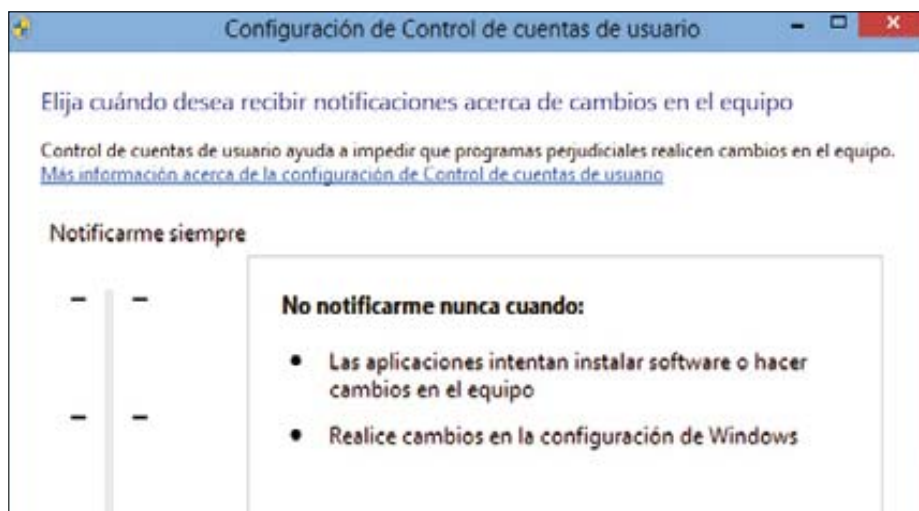 Configuración de Control de cuentas de usuario
Elija cuándo desea recibir notificaciones acerca de cambios en el equipo
Control de cuentas de usuario ayuda a impedir que programas perjudiciales realicen cambios en el equipo.
Más información acerca de la configuración de Control de cuentas de usuario
Notificarme siempre
No notificarme nunca cuando:
• Las aplicaciones intentan instalar software o hacer
cambios en el equipo
• Realice cambios en la configuración de Windows